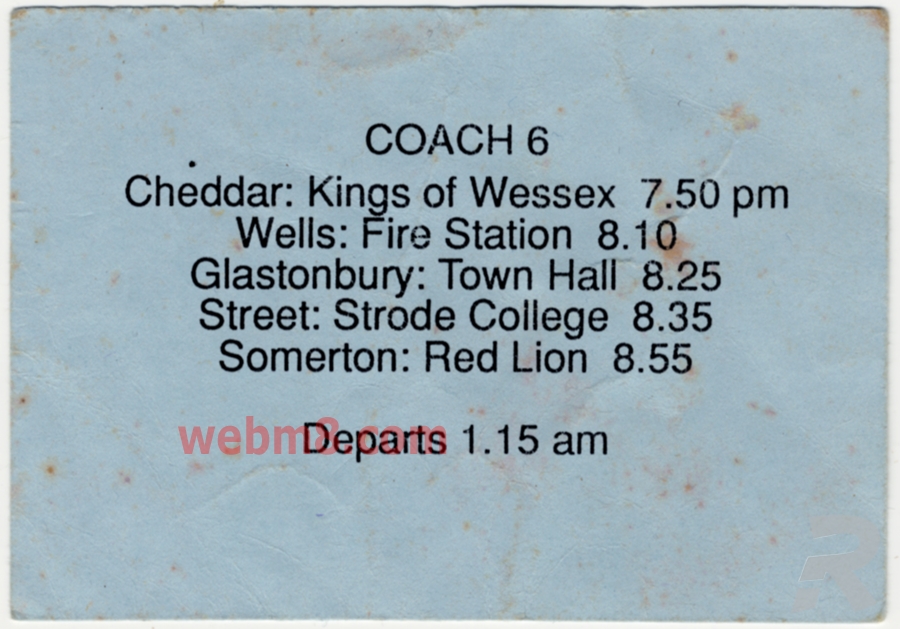 COACH 6
Cheddar: Kings of Wessex 7.50 pm
Wells: Fire Station 8.10
Glastonbury: Town Hall 8.25
Street: Strode College 8.35
Somerton: Red Lion 8.55
webm8.com
Departs 1.15 am
R